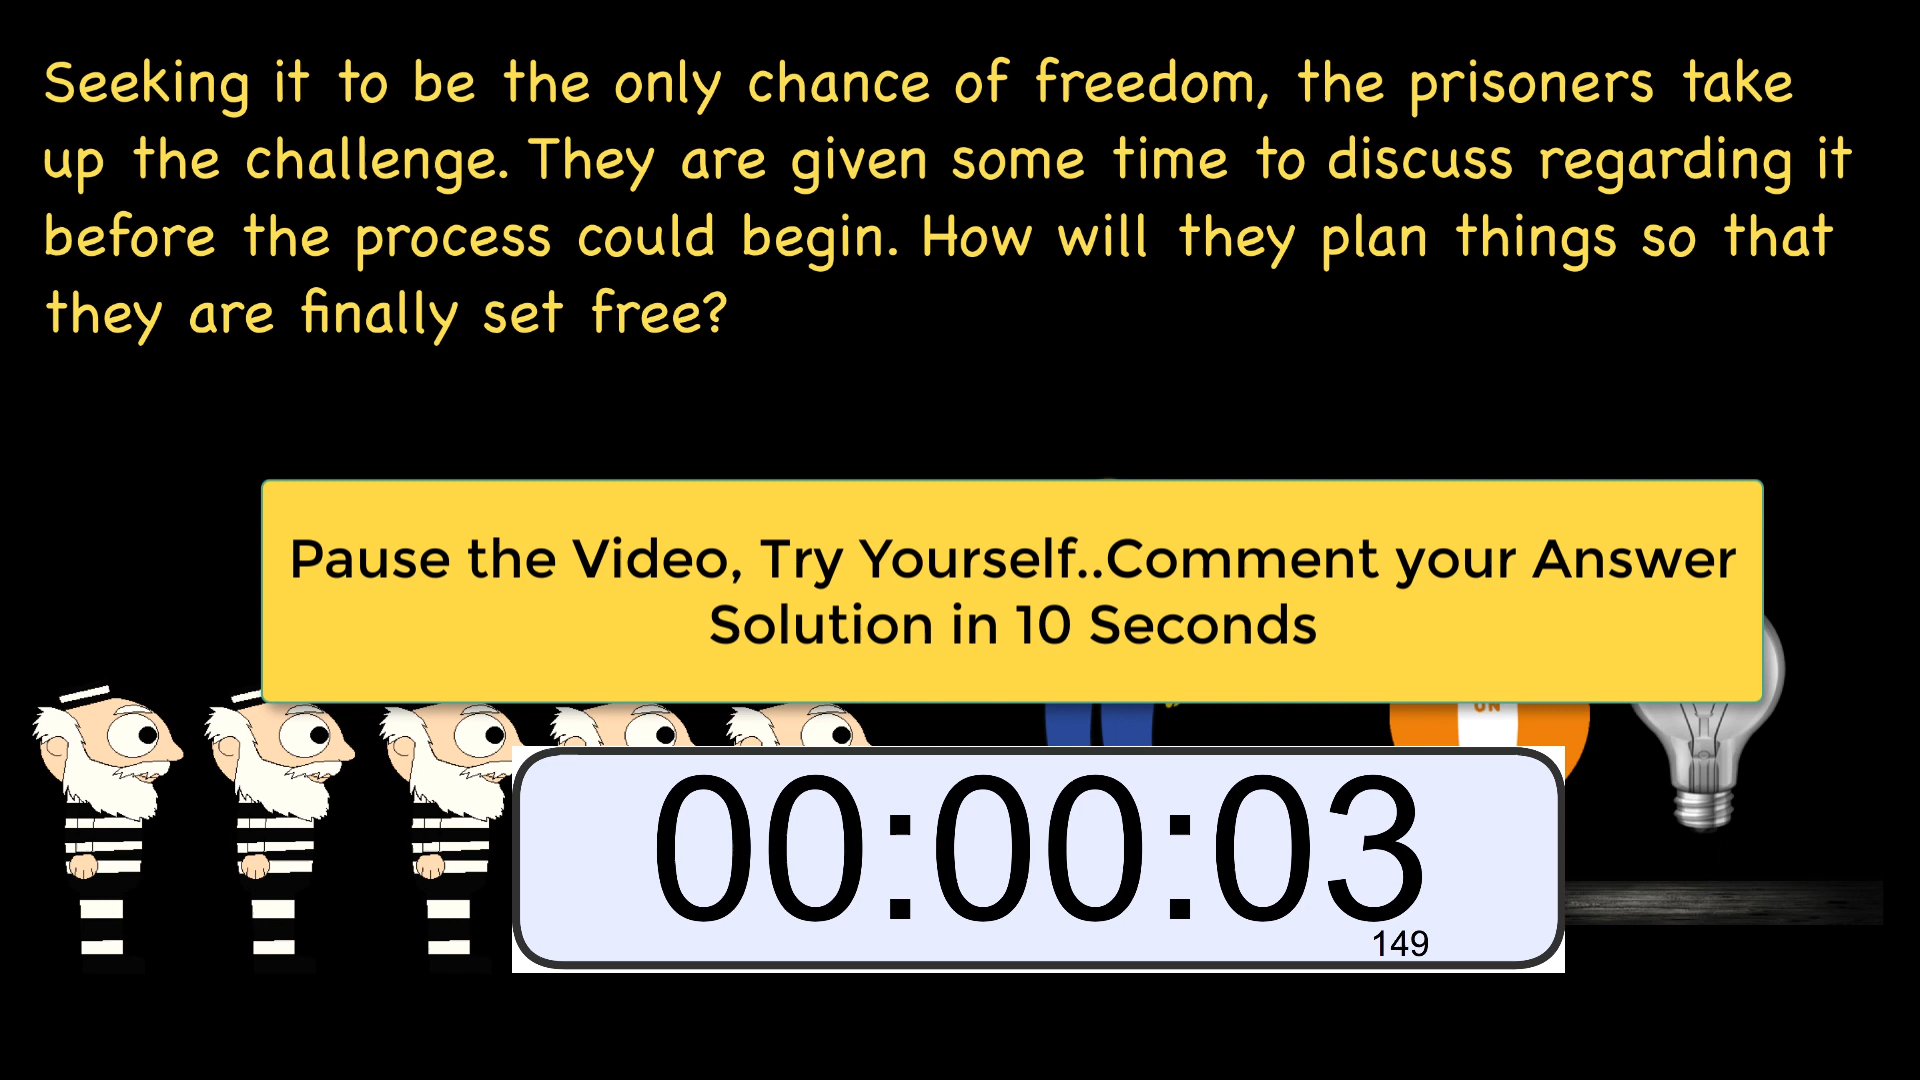 Seeking it to be the only chance of freedom, the prisoners take
up the challenge. They are given some time to discuss regarding it
before the process could begin. How will they plan things so that
they are finally set free?
Pause the Video, Try Yourself..Comment your Answer
Solution in 10 Seconds
UN
00:00:03
149